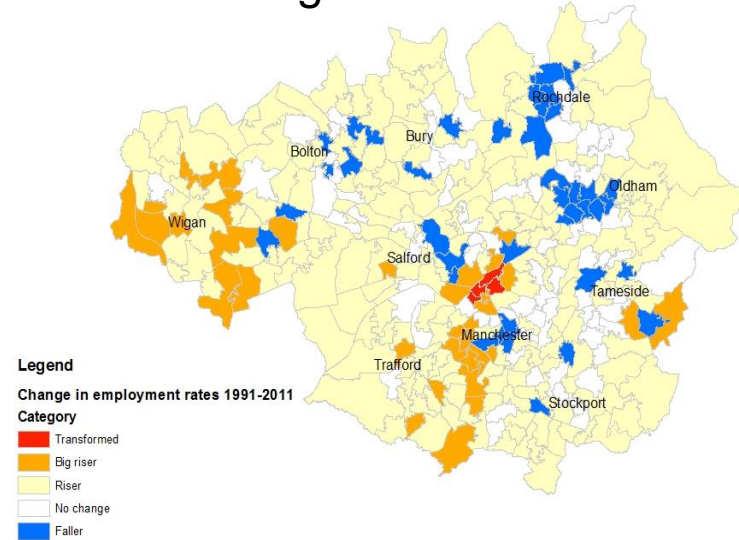 g
Rochdale
Bury
Bolton
Oldham
Wigan
Salford
Tameside
Manchester
Trafford
Stockport
Legend
Change in employment rates 1991-2011
Category
Transformed
Big riser
Riser
No change
Faller